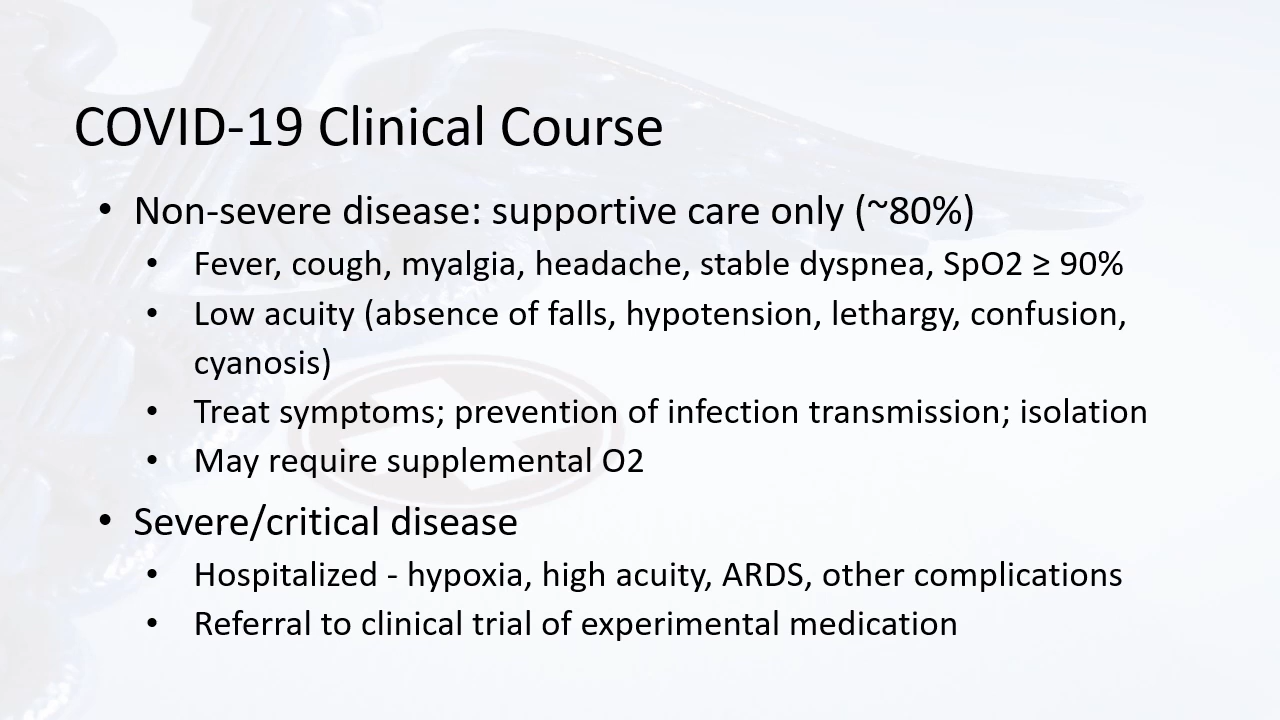 COVID-19 Clinical Course
• Non-severe disease: supportive care only (~80%)
• Fever, cough, myalgia, headache, stable dyspnea, SpO2 ≥ 90%
• Low acuity (absence of falls, hypotension, lethargy, confusion,
cyanosis)
• Treat symptoms; prevention of infection transmission; isolation
• May require supplemental O2
• Severe/critical disease
• Hospitalized - hypoxia, high acuity, ARDS, other complications
• Referral to clinical trial of experimental medication